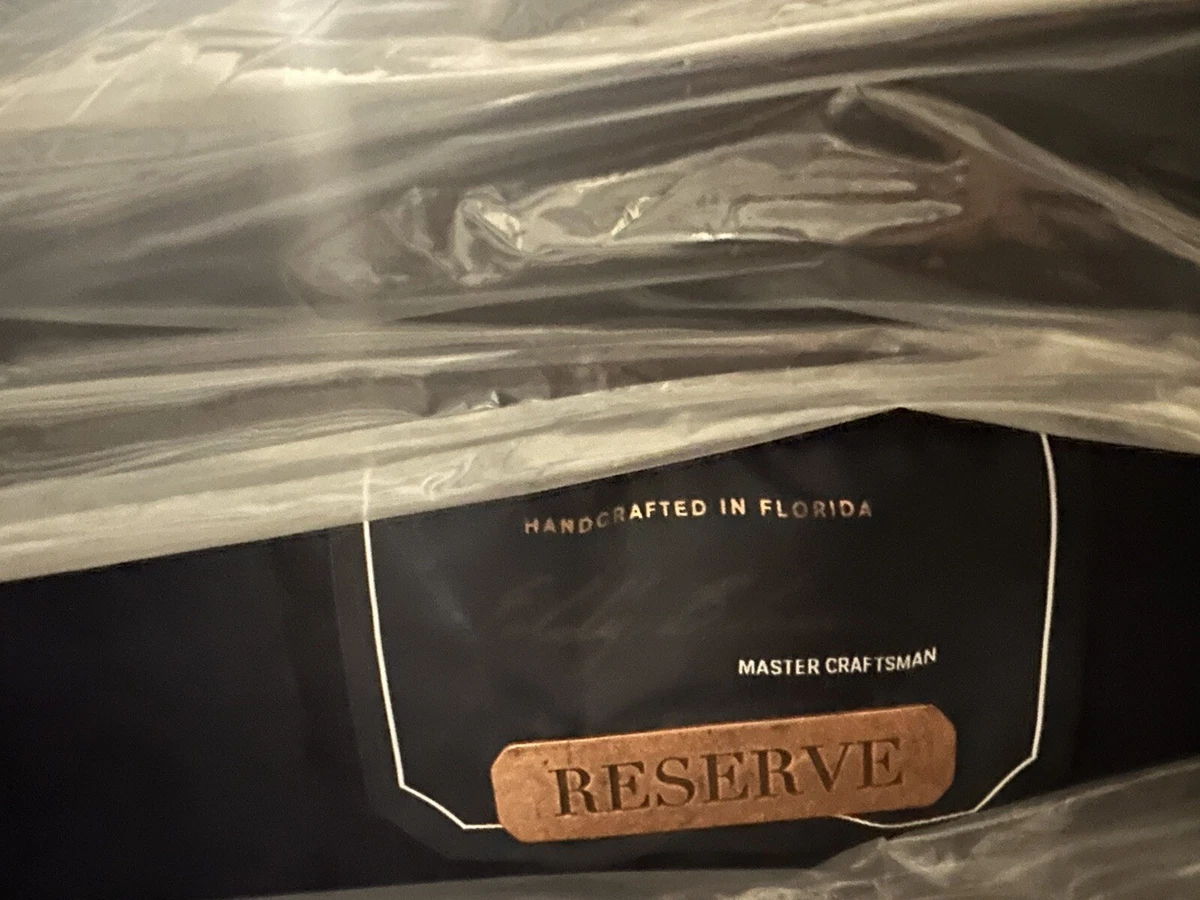 HANDCRAFTED IN FLORIDA
MASTER CRAFTSMAN
RESERVE